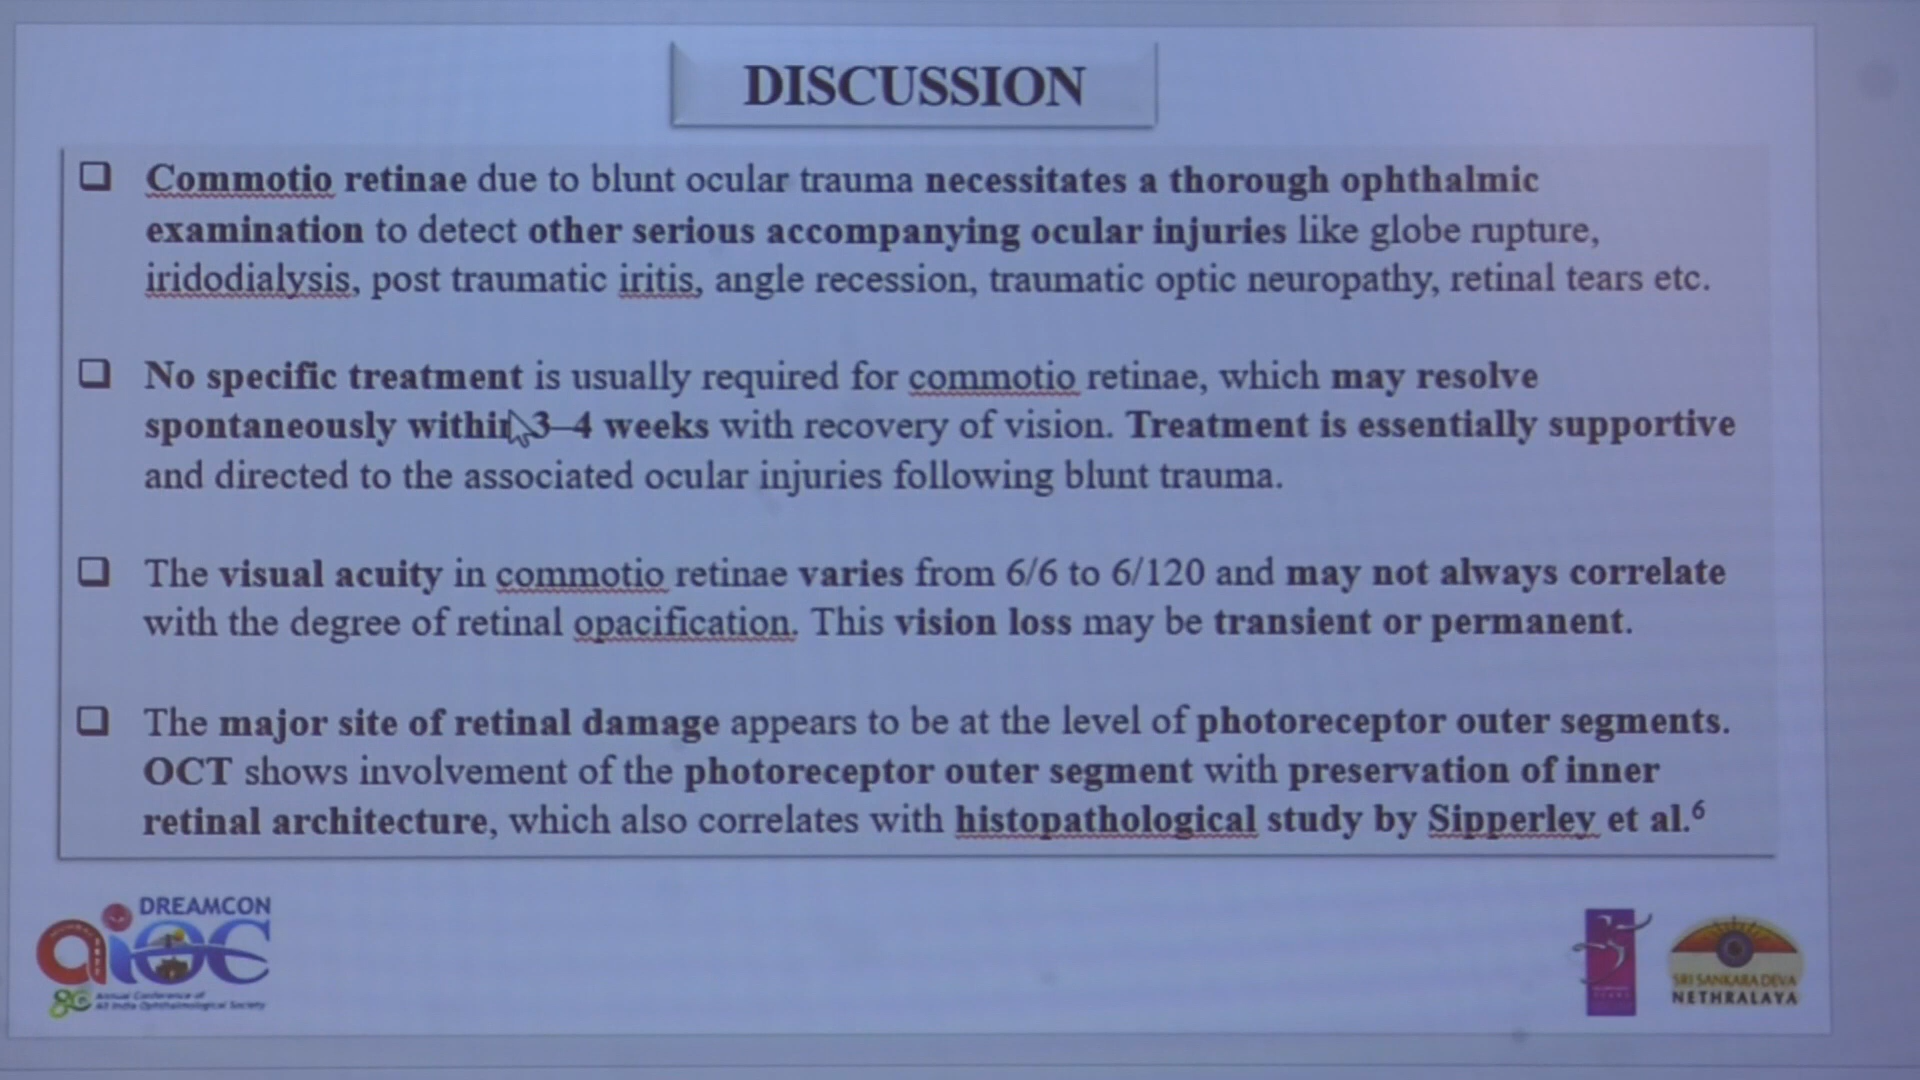 DISCUSSION
❑ Commotio retinae due to blunt ocular trauma necessitates a thorough ophthalmic
examination to detect other serious accompanying ocular injuries like globe rupture,
iridodialysis, post traumatic iritis, angle recession, traumatic optic neuropathy, retinal tears etc.
❑ No specific treatment is usually required for commotio retinae, which may resolve
spontaneously within 3–4 weeks with recovery of vision. Treatment is essentially supportive
and directed to the associated ocular injuries following blunt trauma.
❑ The visual acuity in commotio retinae varies from 6/6 to 6/120 and may not always correlate
with the degree of retinal opacification. This vision loss may be transient or permanent.
❑ The major site of retinal damage appears to be at the level of photoreceptor outer segments.
OCT shows involvement of the photoreceptor outer segment with preservation of inner
retinal architecture, which also correlates with histopathological study by Sipperley et al.⁶
DREAMCON
aioc
80 Annual Conference of
All India Ophthalmological Society
SRI SANKARADEVA
NETHRALAYA